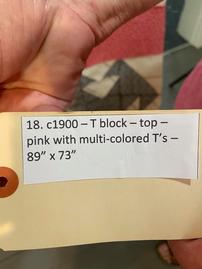 18. c1900 – T block – top –
pink with multi-colored T's –
89" x 73"